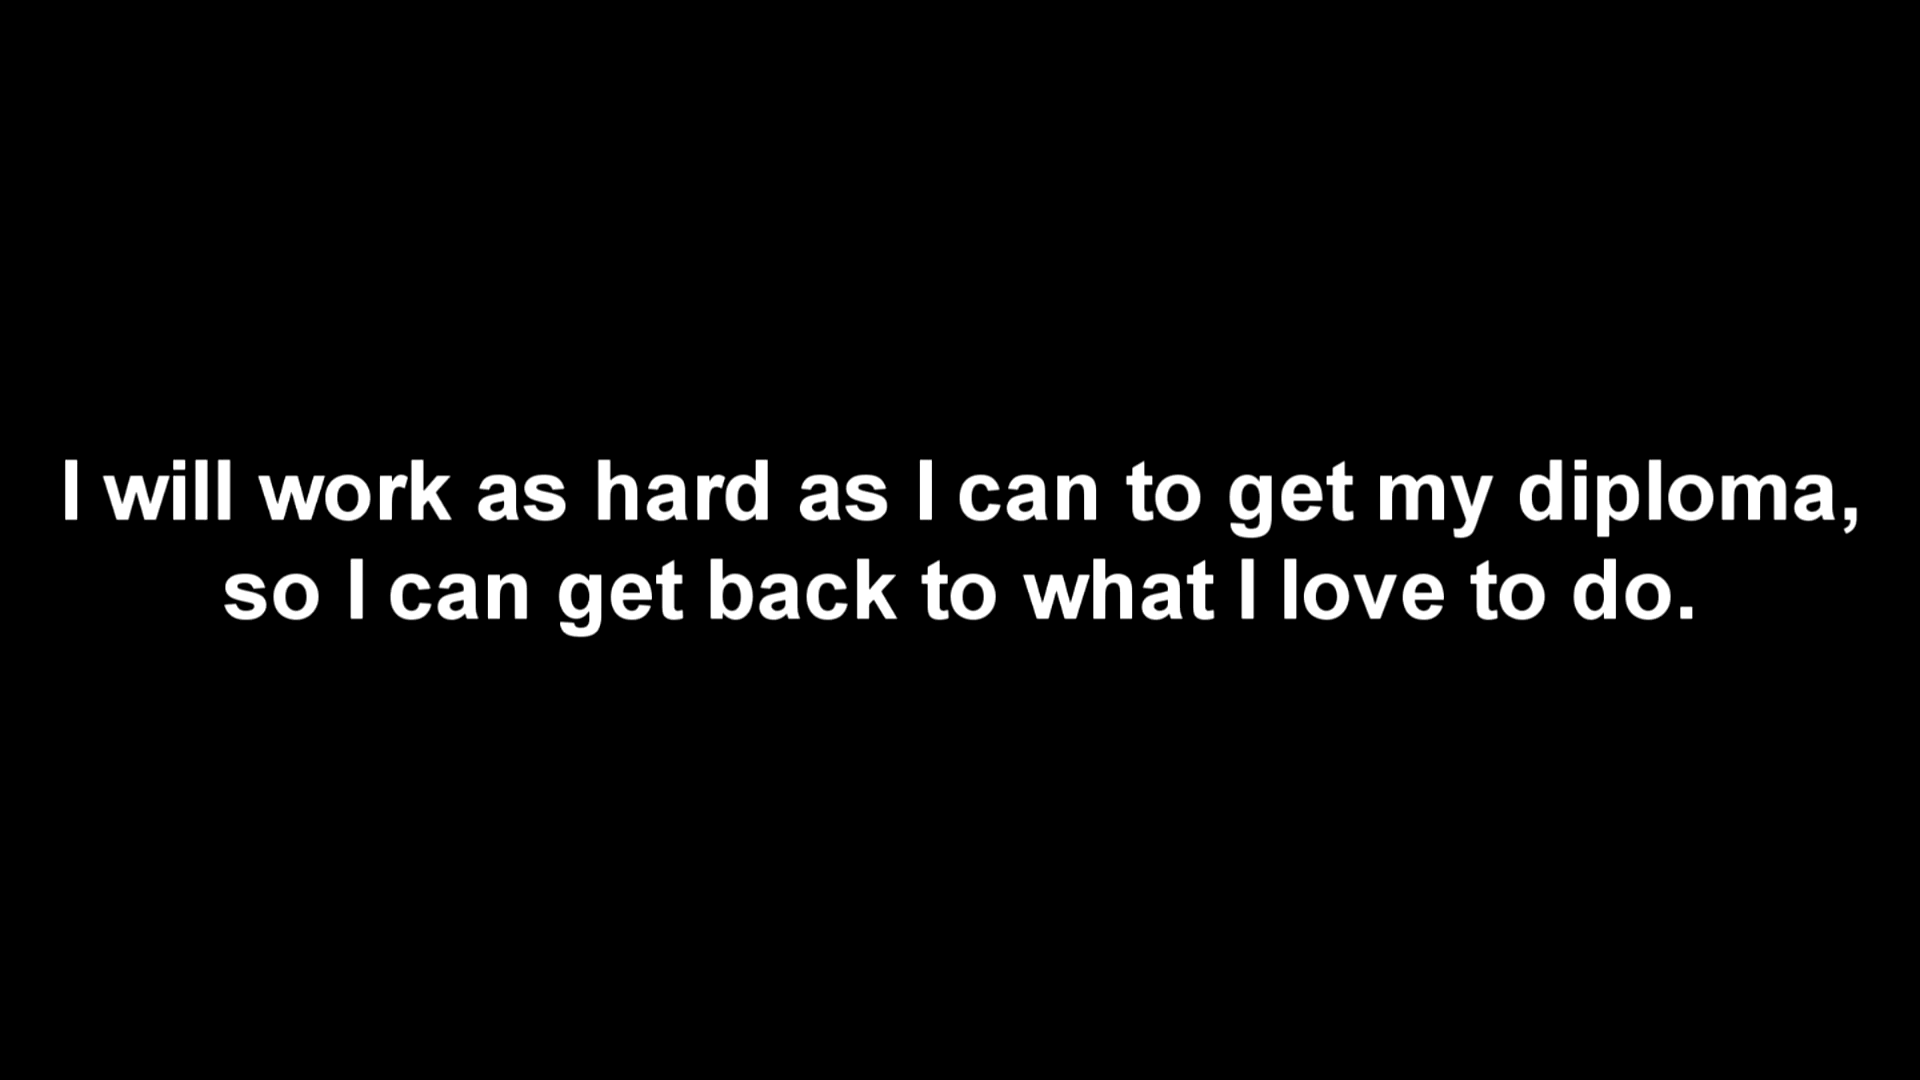 I will work as hard as I can to get my diploma,
so I can get back to what I love to do.